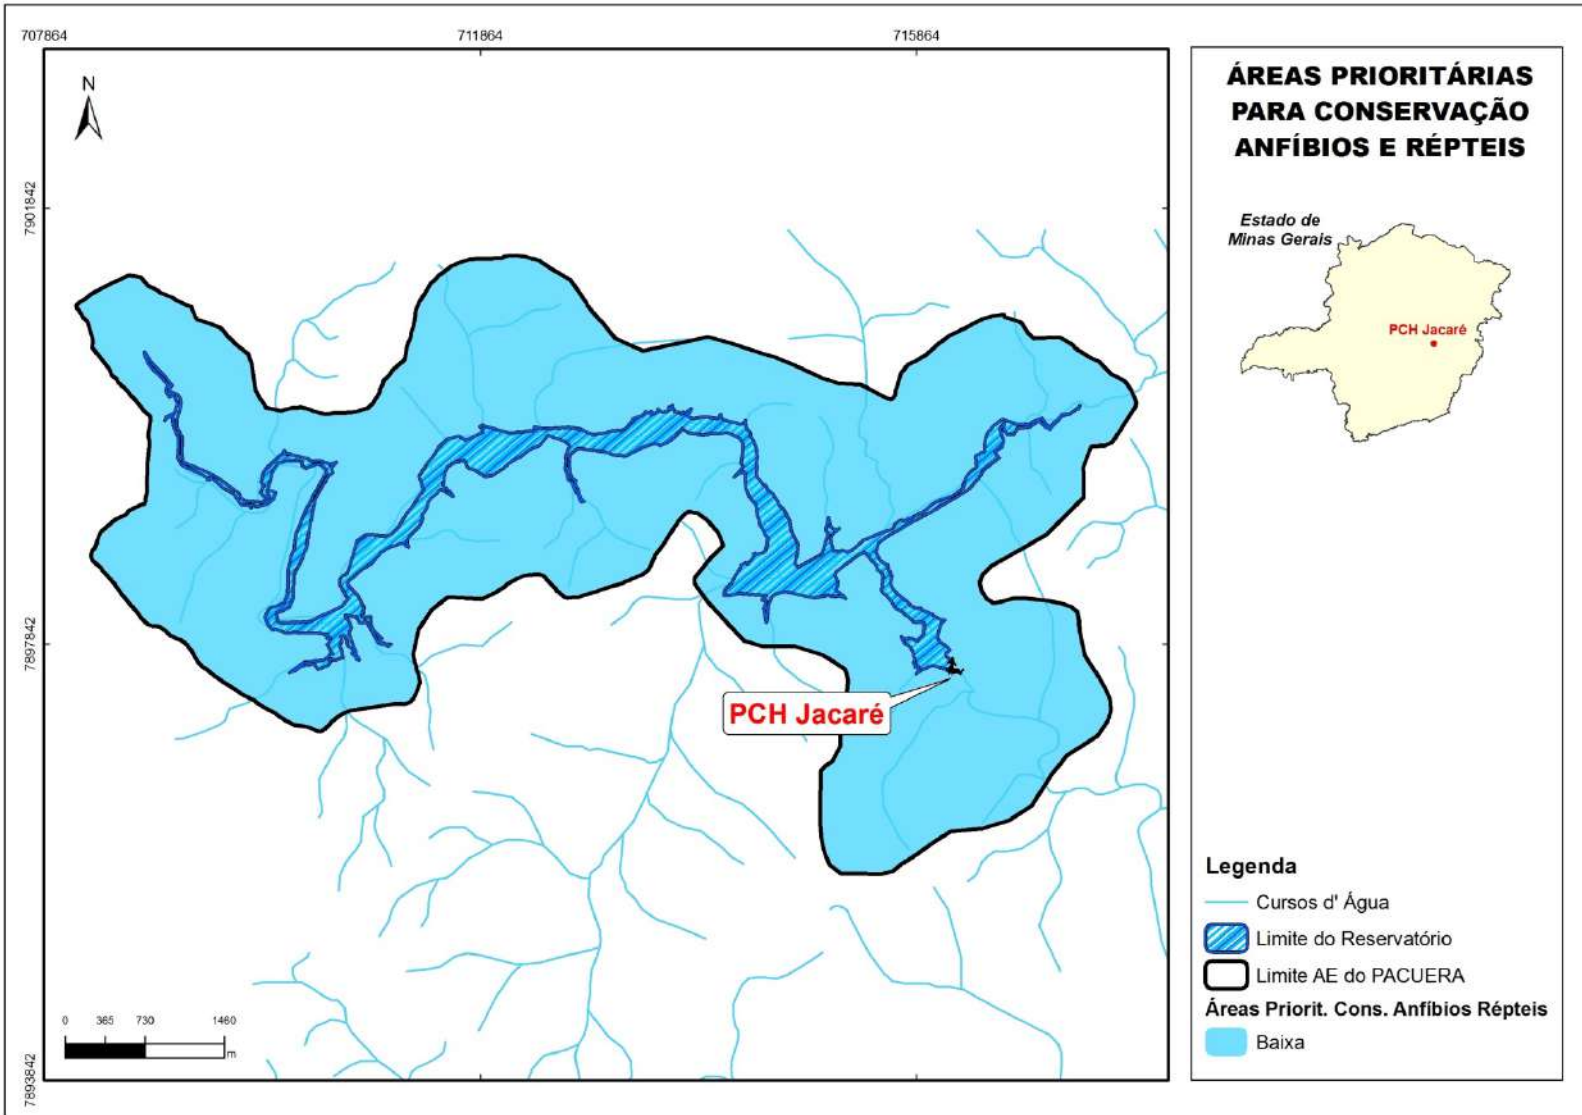 707864
711864
715864
N
7901842
7897842
7893842
PCH Jacaré
0 365 730 1460
m
ÁREAS PRIORITÁRIAS
PARA CONSERVAÇÃO
ANFÍBIOS E RÉPTEIS
Estado de
Minas Gerais
PCH Jacaré
Legenda
Cursos d' Água
Limite do Reservatório
Limite AE do PACUERA
Áreas Priorit. Cons. Anfíbios Répteis
Baixa